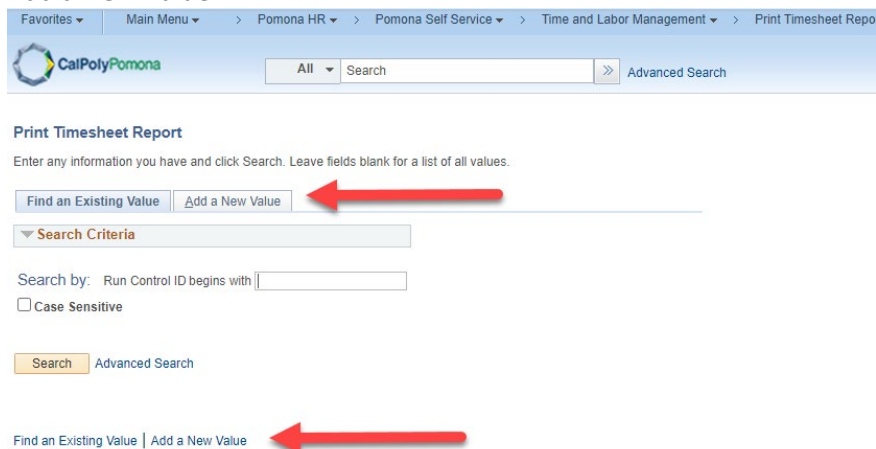 Favorites Main Menu > Pomona HR > Pomona Self Service > Time and Labor Management > Print Timesheet Repo
CalPolyPomona All Search Advanced Search
Print Timesheet Report
Enter any information you have and click Search. Leave fields blank for a list of all values.
Find an Existing Value Add a New Value
Search Criteria
Search by: Run Control ID begins with
Case Sensitive
Search Advanced Search
Find an Existing Value | Add a New Value